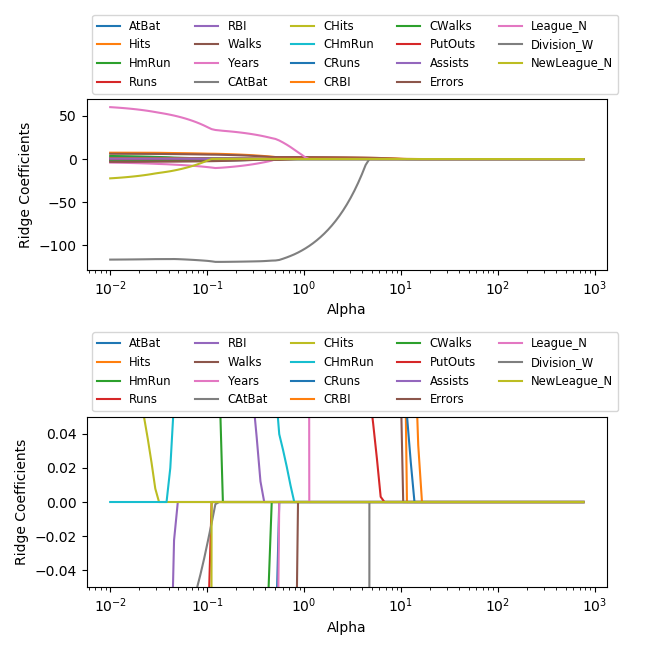 AtBat RBI CHits CWalks League_N
Hits Walks CHmRun PutOuts Division_W
HmRun Years CRuns Assists NewLeague_N
Runs CAtBat CRBI Errors
50
0
−50
−100
Ridge Coefficients
10⁻² 10⁻¹ 10⁰ 10¹ 10² 10³
Alpha
AtBat RBI CHits CWalks League_N
Hits Walks CHmRun PutOuts Division_W
HmRun Years CRuns Assists NewLeague_N
Runs CAtBat CRBI Errors
0.04
0.02
0.00
−0.02
−0.04
Ridge Coefficients
10⁻² 10⁻¹ 10⁰ 10¹ 10² 10³
Alpha